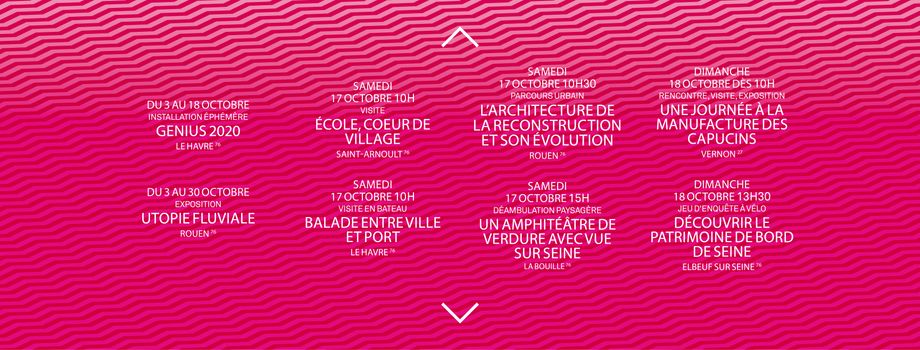 DU 3 AU 18 OCTOBRE
INSTALLATION ÉPHÉMÈRE
GENIUS 2020
LE HAVRE 76
DU 3 AU 30 OCTOBRE
EXPOSITION
UTOPIE FLUVIALE
ROUEN 76
SAMEDI
17 OCTOBRE 10H
VISITE
ÉCOLE, COEUR DE
VILLAGE
SAINT-ARNOULT 76
SAMEDI
17 OCTOBRE 10H
VISITE EN BATEAU
BALADE ENTRE VILLE
ET PORT
LE HAVRE 76
SAMEDI
17 OCTOBRE 10H30
PARCOURS URBAIN
L'ARCHITECTURE DE
LA RECONSTRUCTION
ET SON ÉVOLUTION
ROUEN 76
SAMEDI
17 OCTOBRE 15H
DÉAMBULATION PAYSAGÈRE
UN AMPHITÉÂTRE DE
VERDURE AVEC VUE
SUR SEINE
LA BOUILLE 76
DIMANCHE
18 OCTOBRE DÈS 10H
RENCONTRE, VISITE, EXPOSITION
UNE JOURNÉE À LA
MANUFACTURE DES
CAPUCINS
VERNON 27
DIMANCHE
18 OCTOBRE 13H30
JEU D'ENQUÊTE À VÉLO
DÉCOUVRIR LE
PATRIMOINE DE BORD
DE SEINE
ELBEUF SUR SEINE 76